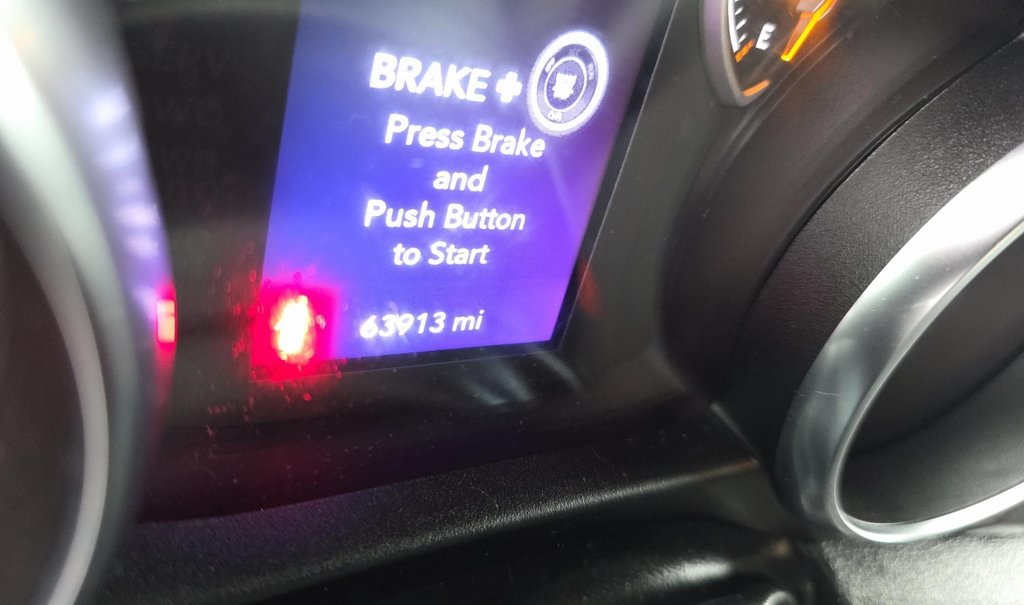 BRAKE +
Press Brake
and
Push Button
to Start
63913 mi
E